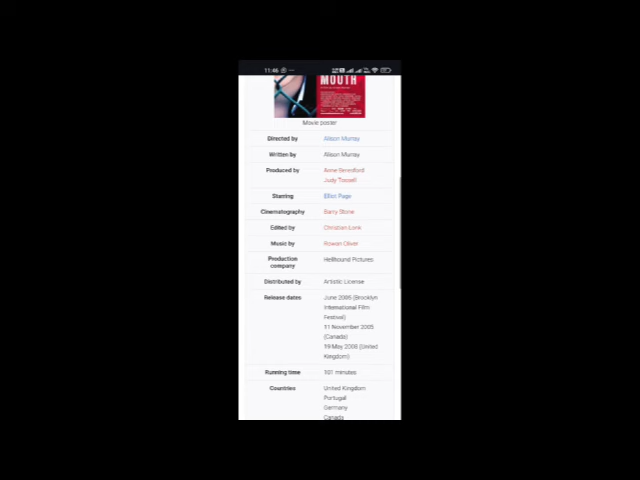 11:46
MOUTH
Movie poster
Directed by Alison Murray
Written by Alison Murray
Produced by Anne Beresford
Judy Tossell
Starring Elliot Page
Cinematography Barry Stone
Edited by Christian Lonk
Music by Rowan Oliver
Production company Hellhound Pictures
Distributed by Artistic License
Release dates June 2005 (Brooklyn
International Film
Festival)
11 November 2005
(Canada)
19 May 2008 (United
Kingdom)
Running time 101 minutes
Countries United Kingdom
Portugal
Germany
Canada